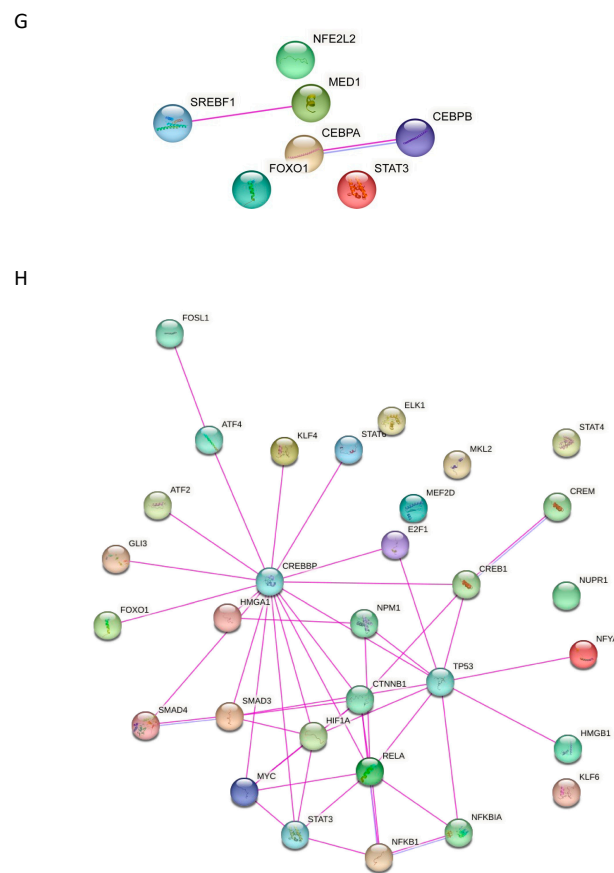 G
NFE2L2
MED1
SREBF1
CEBPB
CEBPA
FOXO1
STAT3
H
FOSL1
ELK1
ATF4
STAT4
KLF4
STAT6
MKL2
ATF2
MEF2D
CREM
E2F1
GLI3
CREBBP
CREB1
NUPR1
HMGA1
NPM1
FOXO1
NFYA
TP53
CTNNB1
SMAD3
SMAD4
HIF1A
HMGB1
RELA
MYC
KLF6
STAT3
NFKBIA
NFKB1